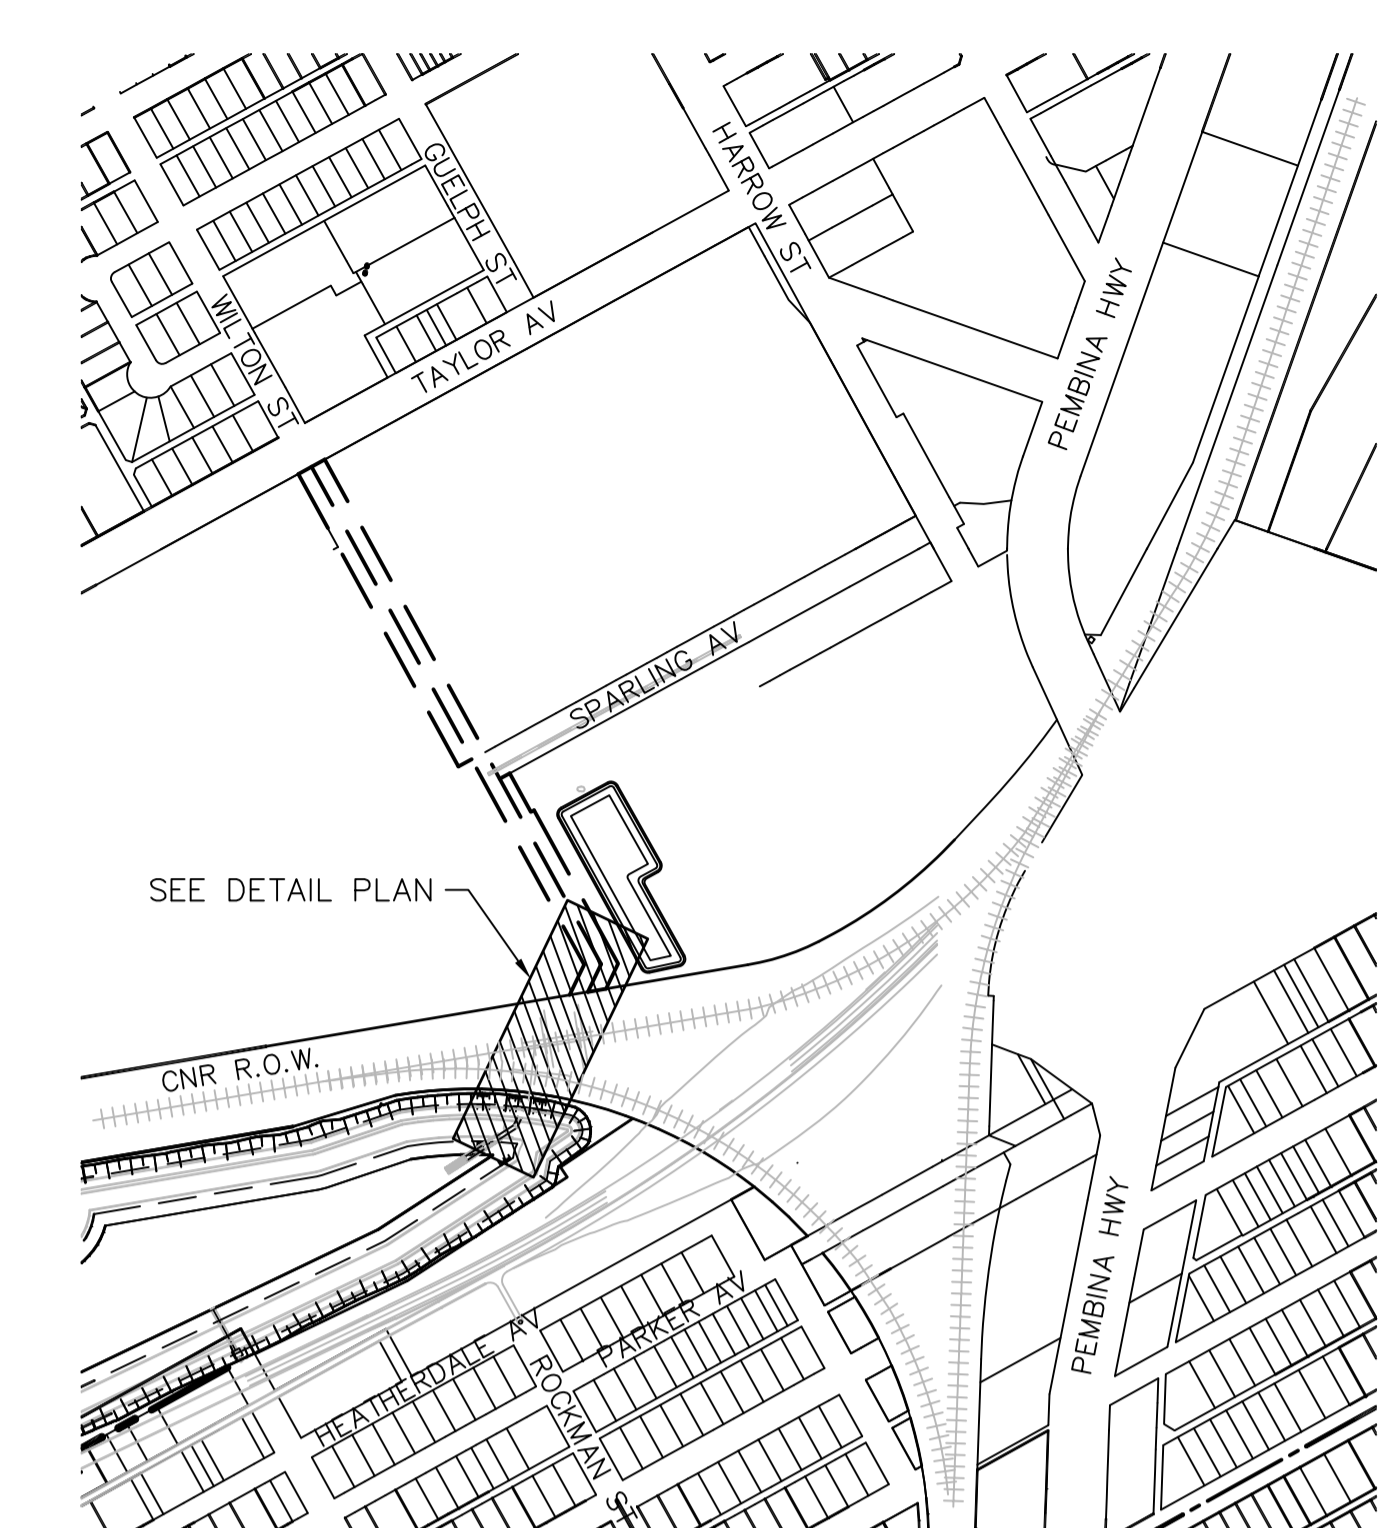 HARROW ST
GUELPH ST
PEMBINA HWY
WILTON ST
TAYLOR AV
SPARLING AV
SEE DETAIL PLAN
CNR R.O.W.
PEMBINA HWY
PARKER AV
HEATHERDALE AV
ROCKMAN ST